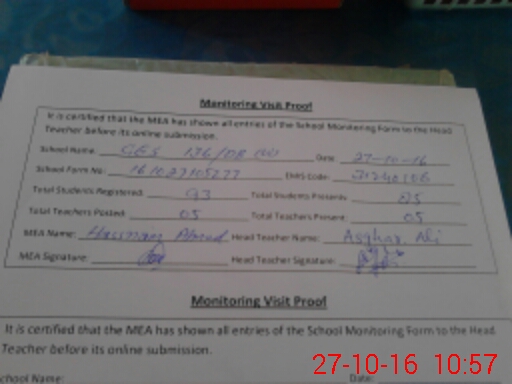 Monitoring Visit Proof
It is certified that the MEA has shown all entries of the School Monitoring Form to the Head
Teacher before its online submission.
School Name: GES 136/DB Date: 27-10-16
School Form No: 161027105277 EMIS Code:
Total Students Registered: 93 Total Students Present: 85
Total Teachers Posted: 05 Total Teachers Present: 05
MEA Name: Ahmad Head Teacher Name: Asghar Ali
MEA Signature: Head Teacher Signature:
Monitoring Visit Proof
It is certified that the MEA has shown all entries of the School Monitoring Form to the Head
Teacher before its online submission.
School Name: Date:
27-10-16 10:57